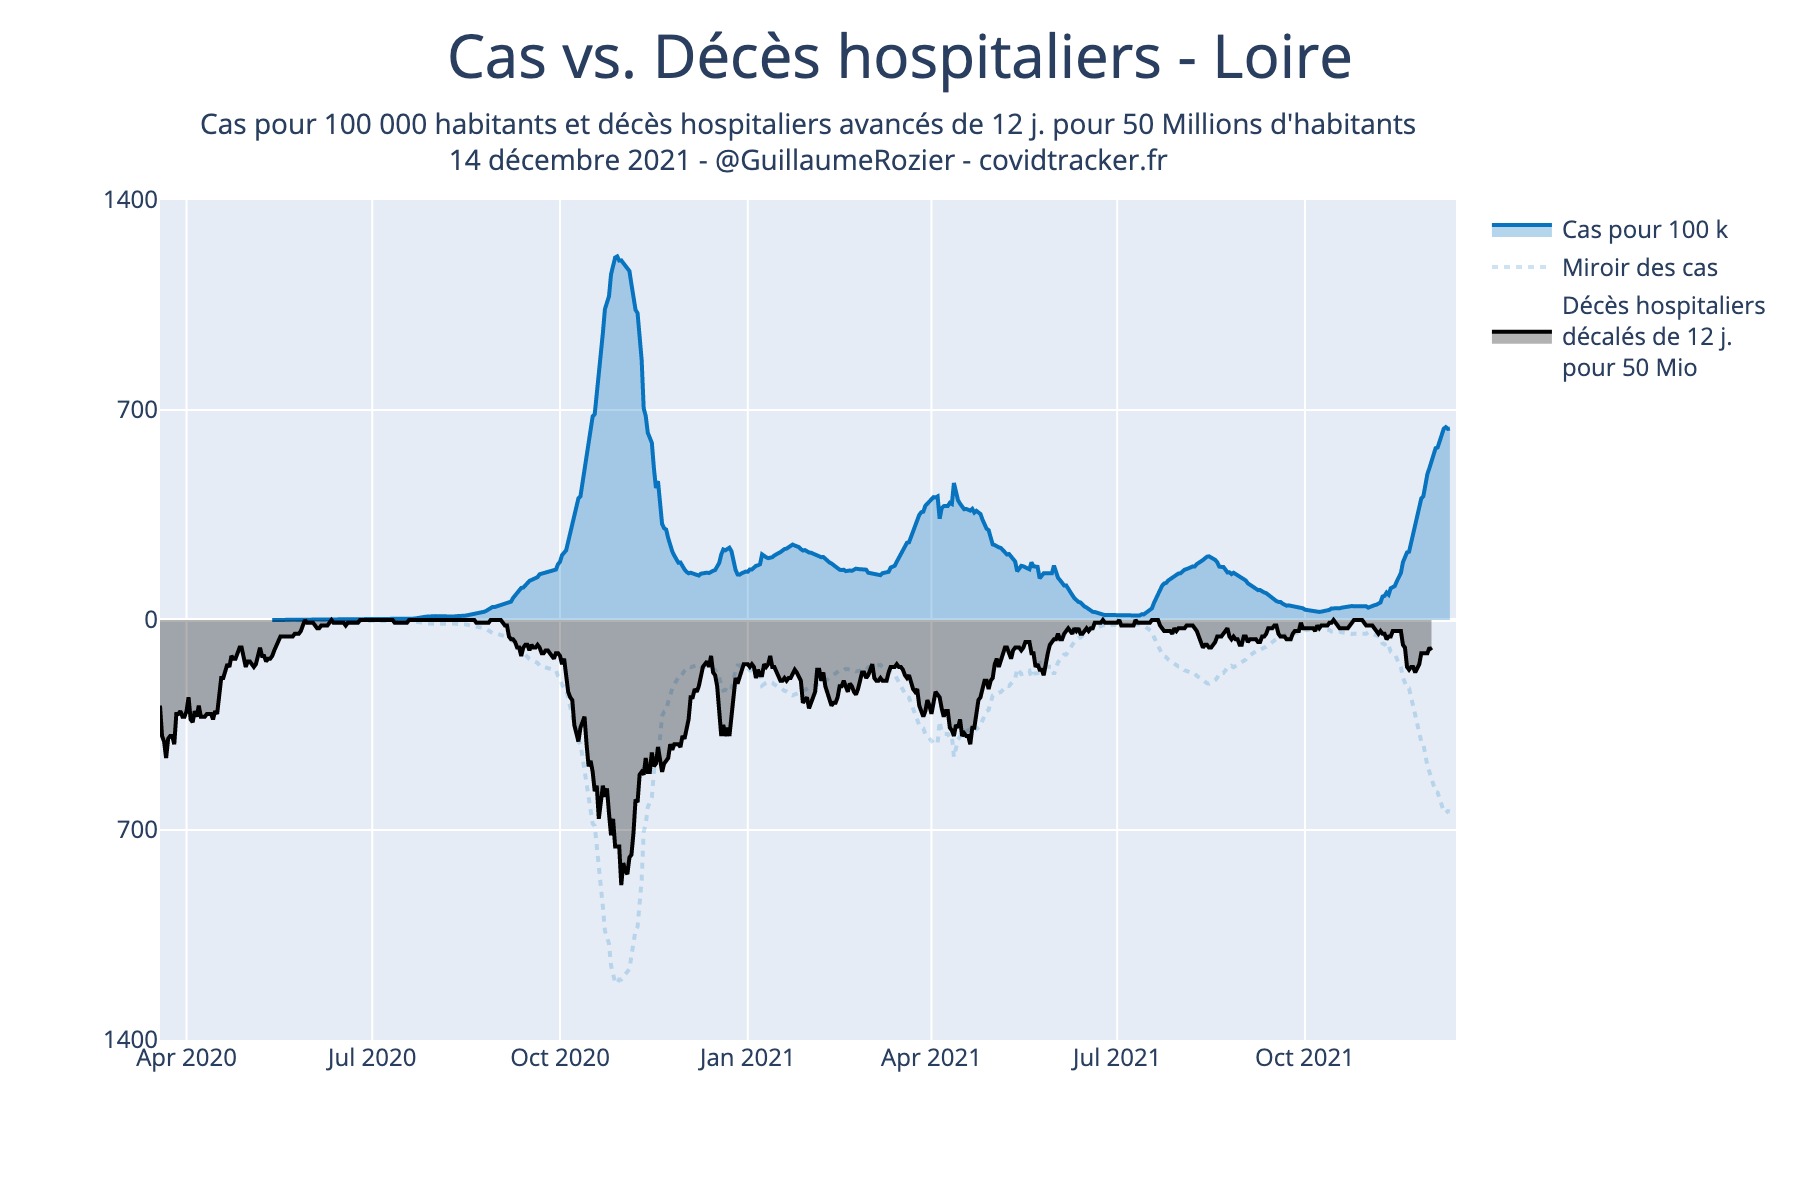 Cas vs. Décès hospitaliers - Loire
Cas pour 100 000 habitants et décès hospitaliers avancés de 12 j. pour 50 Millions d'habitants
14 décembre 2021 - @GuillaumeRozier - covidtracker.fr
1400
700
0
700
1400
Apr 2020
Jul 2020
Oct 2020
Jan 2021
Apr 2021
Jul 2021
Oct 2021
Cas pour 100 k
Miroir des cas
Décès hospitaliers
décalés de 12 j.
pour 50 Mio